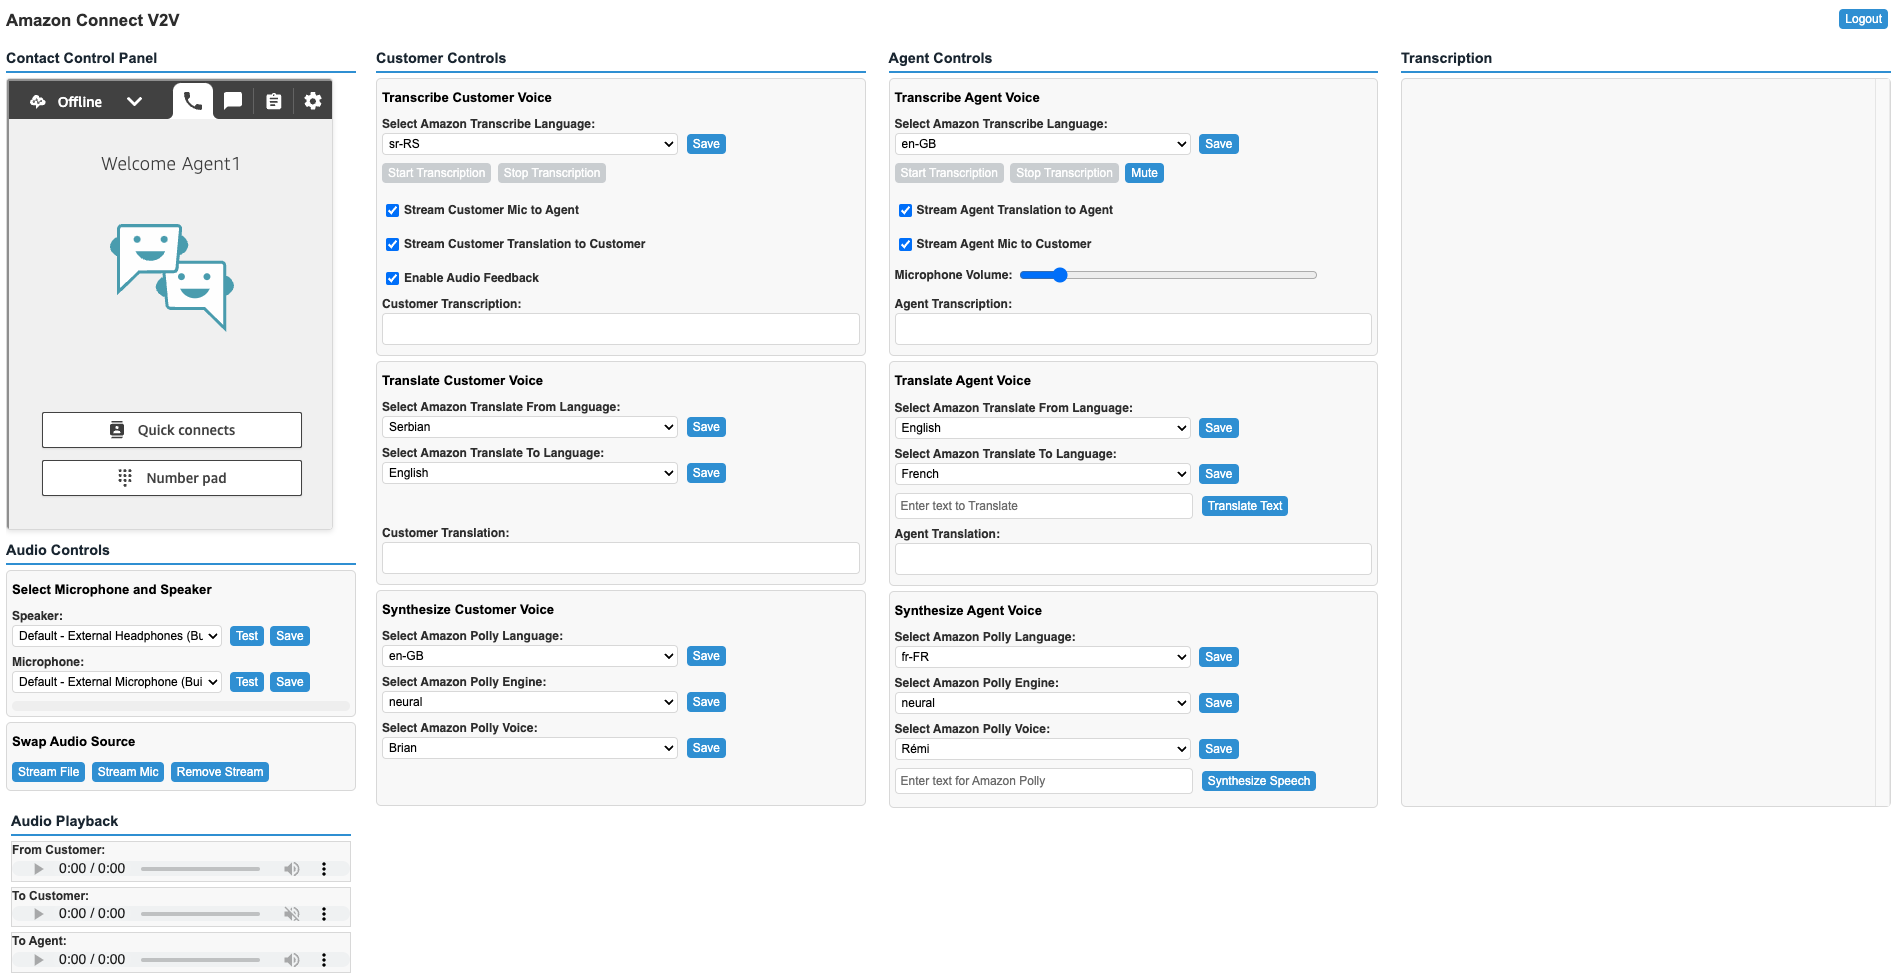 Amazon Connect V2V
Logout
Contact Control Panel
Offline
Welcome Agent1
Quick connects
Number pad
Audio Controls
Select Microphone and Speaker
Speaker:
Default - External Headphones (Bu
Test
Save
Microphone:
Default - External Microphone (Bui
Test
Save
Swap Audio Source
Stream File
Stream Mic
Remove Stream
Audio Playback
From Customer:
0:00 / 0:00
To Customer:
0:00 / 0:00
To Agent:
0:00 / 0:00
Customer Controls
Transcribe Customer Voice
Select Amazon Transcribe Language:
sr-RS
Save
Start Transcription
Stop Transcription
Stream Customer Mic to Agent
Stream Customer Translation to Customer
Enable Audio Feedback
Customer Transcription:
Translate Customer Voice
Select Amazon Translate From Language:
Serbian
Save
Select Amazon Translate To Language:
English
Save
Customer Translation:
Synthesize Customer Voice
Select Amazon Polly Language:
en-GB
Save
Select Amazon Polly Engine:
neural
Save
Select Amazon Polly Voice:
Brian
Save
Agent Controls
Transcribe Agent Voice
Select Amazon Transcribe Language:
en-GB
Save
Start Transcription
Stop Transcription
Mute
Stream Agent Translation to Agent
Stream Agent Mic to Customer
Microphone Volume:
Agent Transcription:
Translate Agent Voice
Select Amazon Translate From Language:
English
Save
Select Amazon Translate To Language:
French
Save
Enter text to Translate
Translate Text
Agent Translation:
Synthesize Agent Voice
Select Amazon Polly Language:
fr-FR
Save
Select Amazon Polly Engine:
neural
Save
Select Amazon Polly Voice:
Rémi
Save
Enter text for Amazon Polly
Synthesize Speech
Transcription